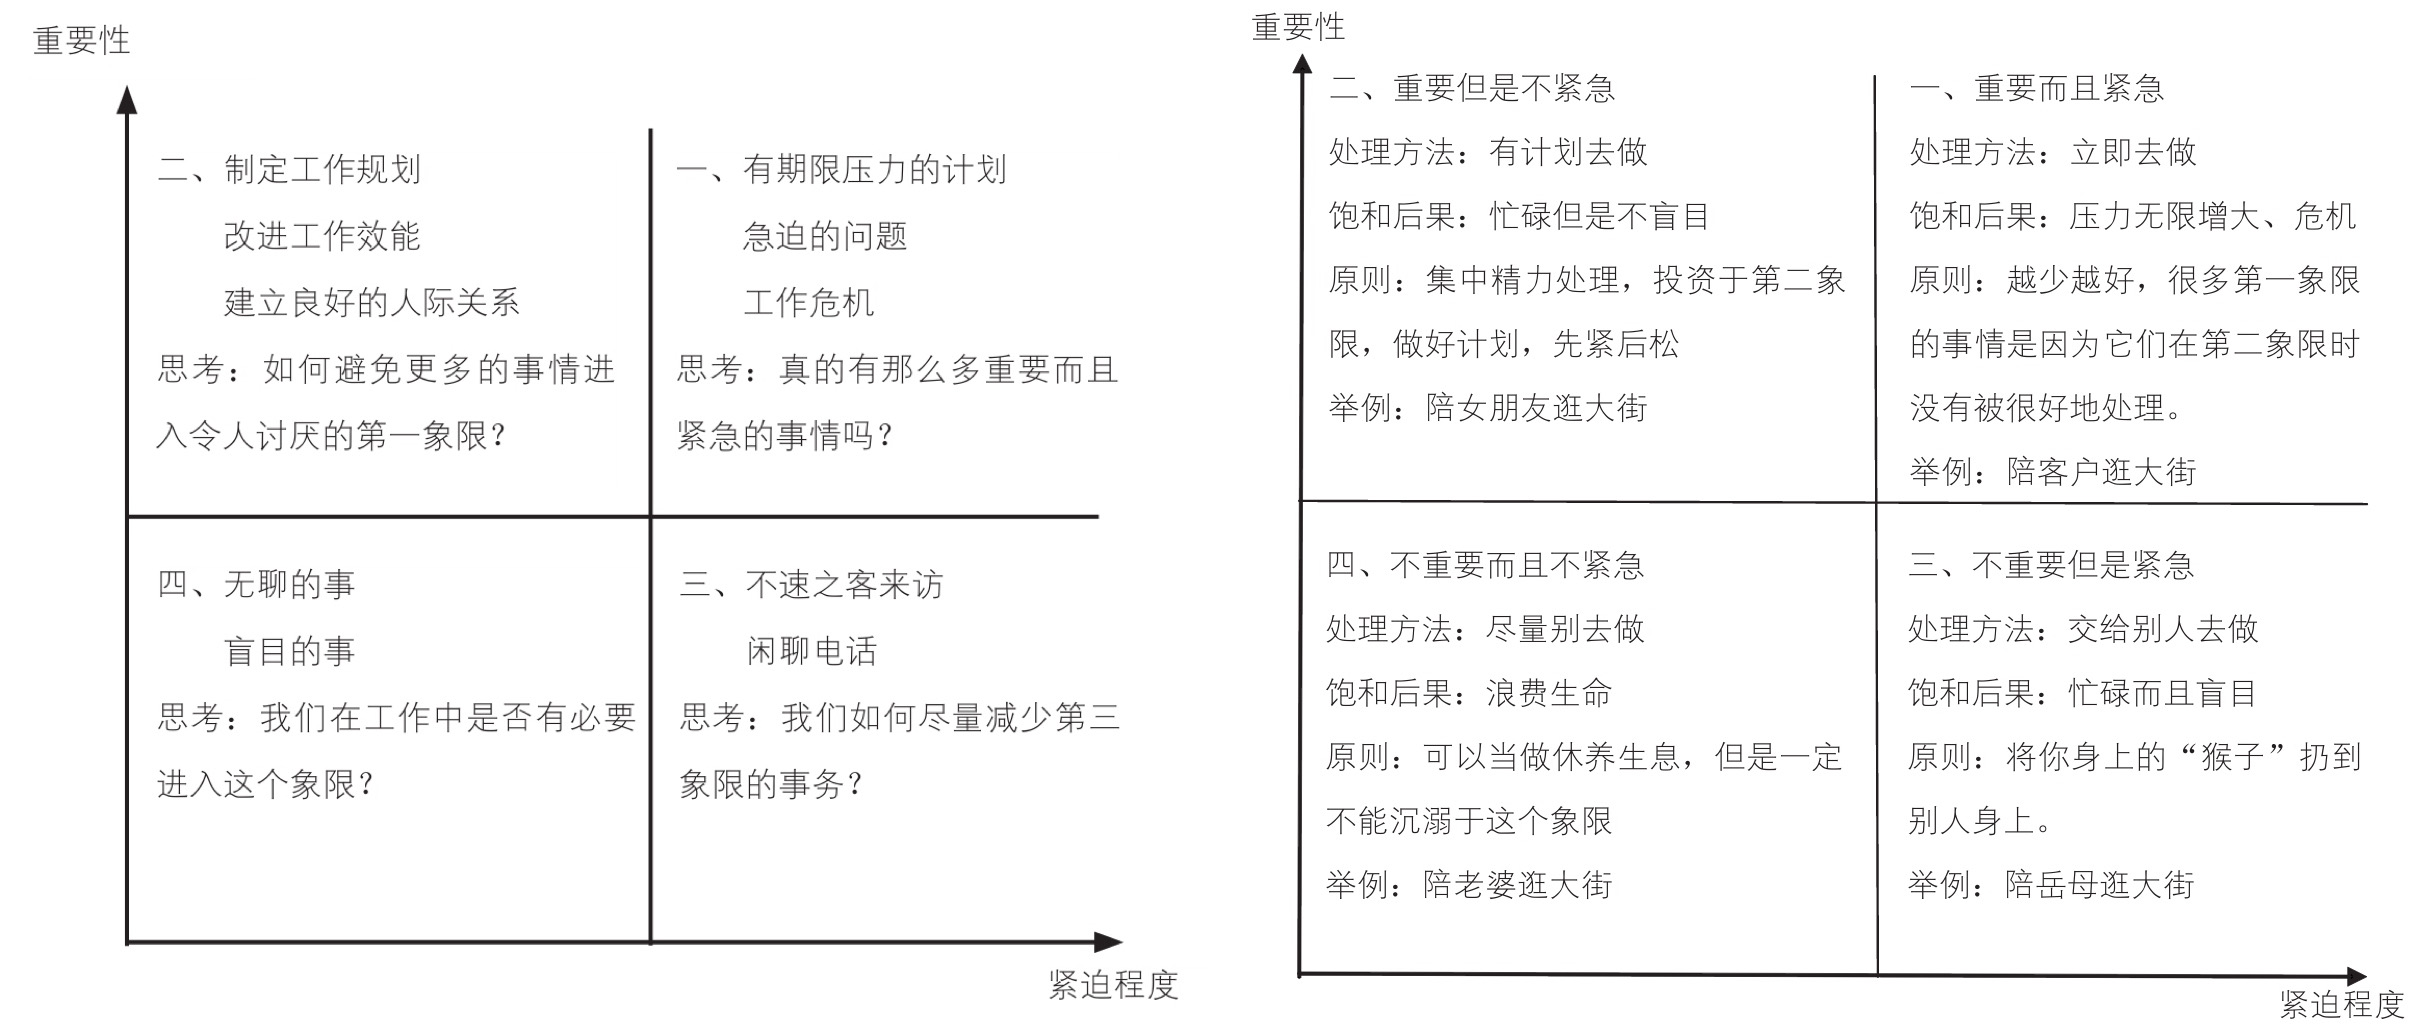 重要性
二、制定工作规划
改进工作效能
建立良好的人际关系
思考：如何避免更多的事情进
入令人讨厌的第一象限？
一、有期限压力的计划
急迫的问题
工作危机
思考：真的有那么多重要而且
紧急的事情吗？
四、无聊的事
盲目的事
思考：我们在工作中是否有必要
进入这个象限？
三、不速之客来访
闲聊电话
思考：我们如何尽量减少第三
象限的事务？
紧迫程度
重要性
二、重要但是不紧急
处理方法：有计划去做
饱和后果：忙碌但是不盲目
原则：集中精力处理，投资于第二象
限，做好计划，先紧后松
举例：陪女朋友逛大街
一、重要而且紧急
处理方法：立即去做
饱和后果：压力无限增大、危机
原则：越少越好，很多第一象限
的事情是因为它们在第二象限时
没有被很好地处理。
举例：陪客户逛大街
四、不重要而且不紧急
处理方法：尽量别去做
饱和后果：浪费生命
原则：可以当做休养生息，但是一定
不能沉溺于这个象限
举例：陪老婆逛大街
三、不重要但是紧急
处理方法：交给别人去做
饱和后果：忙碌而且盲目
原则：将你身上的“猴子”扔到
别人身上。
举例：陪岳母逛大街
紧迫程度